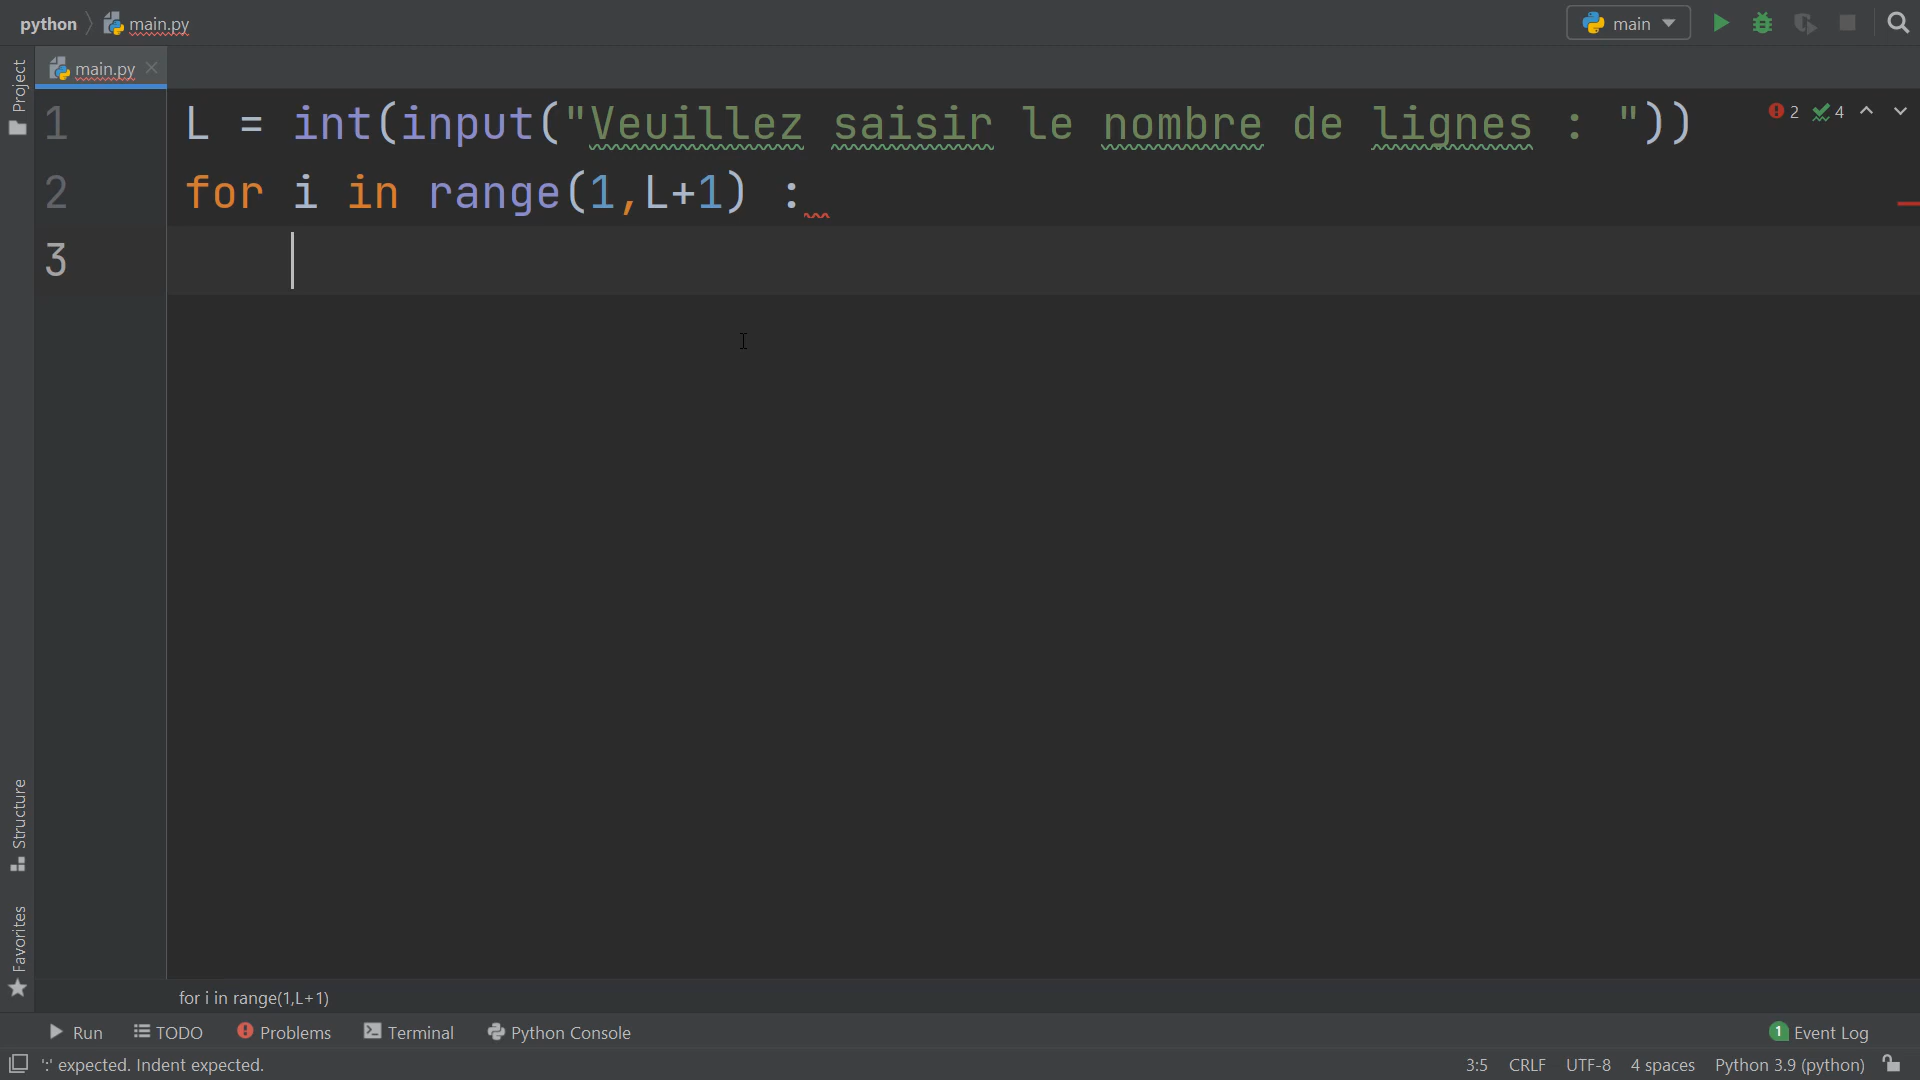 python main.py
main
main.py
Project
1 L = int(input("Veuillez saisir le nombre de lignes : "))
2 4
2 for i in range(1,L+1) :
3
Structure
Favorites
for i in range(1,L+1)
Run TODO Problems Terminal Python Console
1 Event Log
':' expected. Indent expected.
3:5 CRLF UTF-8 4 spaces Python 3.9 (python)